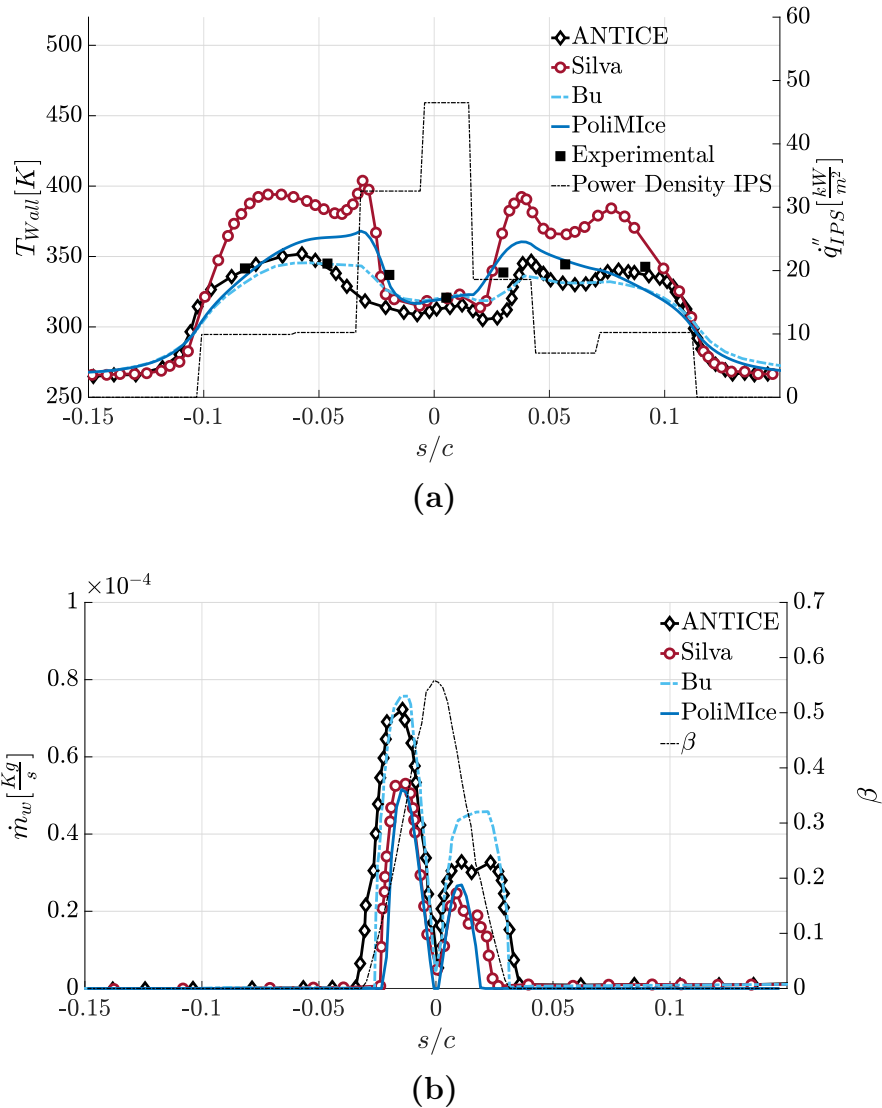 500
450
400
350
300
250
T_{Wall}[K]
60
50
40
30
20
10
0
q̇''_{IPS}[kW/m²]
ANTICE
Silva
Bu
PoliMIce
Experimental
Power Density IPS
-0.15 -0.1 -0.05 0 0.05 0.1
s/c
(a)
×10⁻⁴
1
0.8
0.6
0.4
0.2
0
ṁ_w[Kg/s]
0.7
0.6
0.5
0.4
0.3
0.2
0.1
0
β
ANTICE
Silva
Bu
PoliMIce
β
-0.15 -0.1 -0.05 0 0.05 0.1
s/c
(b)